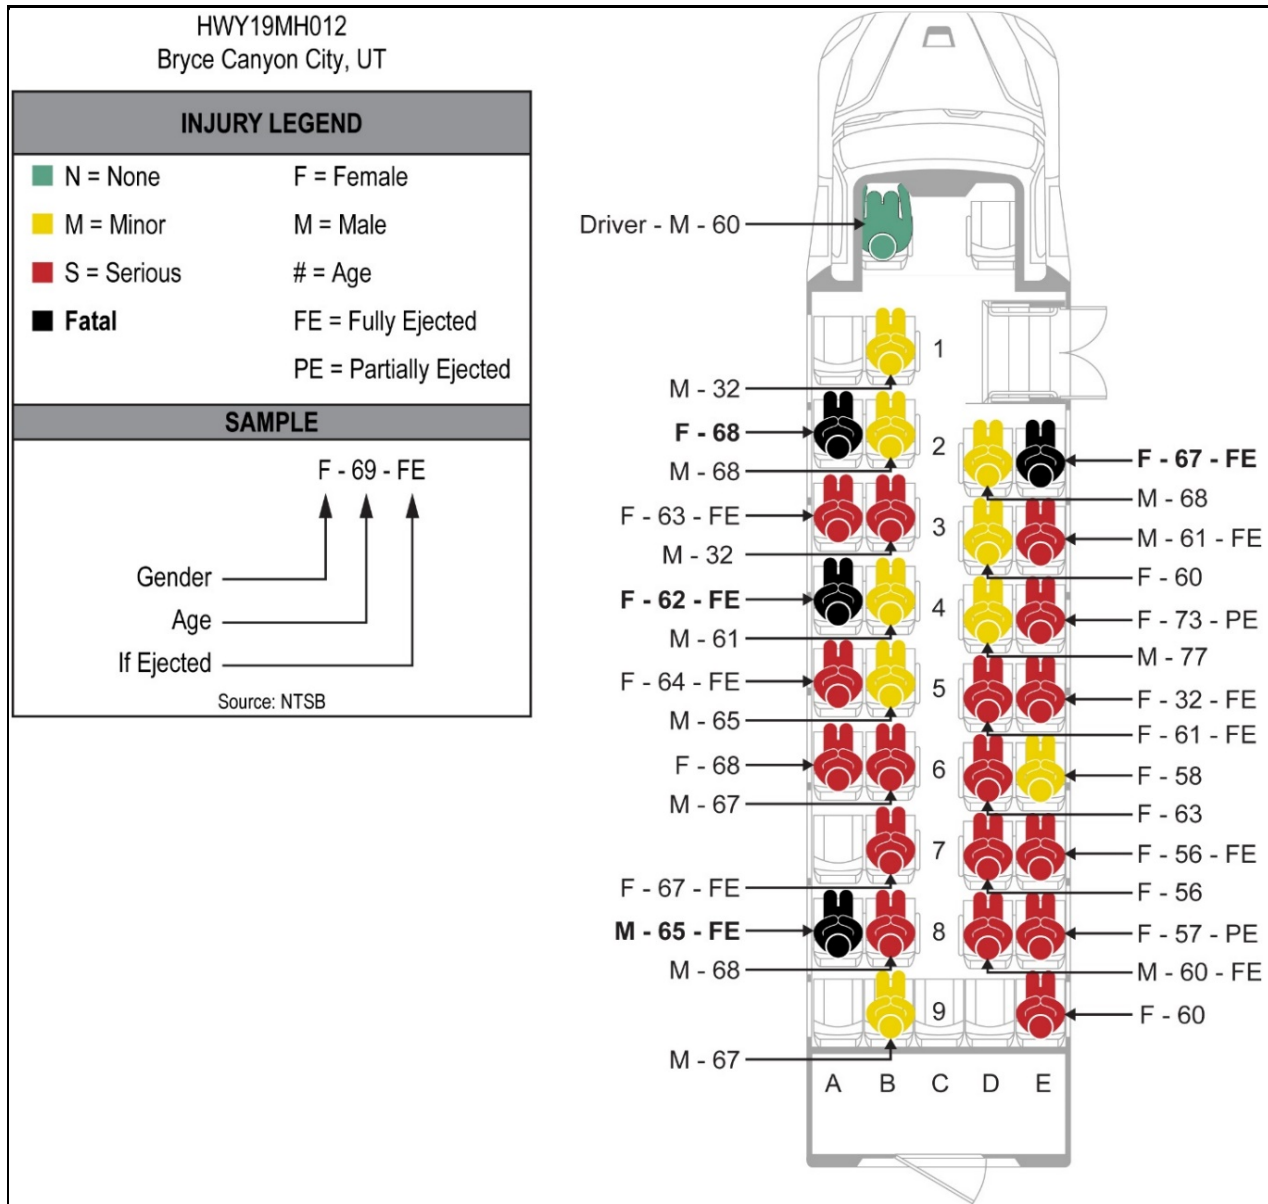 HWY19MH012
Bryce Canyon City, UT
INJURY LEGEND
N = None
F = Female
M = Minor
M = Male
S = Serious
# = Age
Fatal
FE = Fully Ejected
PE = Partially Ejected
SAMPLE
F - 69 - FE
Gender
Age
If Ejected
Source: NTSB
Driver - M - 60
1
M - 32
F - 68
2
M - 68
F - 67 - FE
M - 68
F - 63 - FE
3
M - 32
M - 61 - FE
F - 60
F - 62 - FE
4
M - 61
F - 73 - PE
M - 77
F - 64 - FE
5
M - 65
F - 32 - FE
F - 61 - FE
F - 68
6
M - 67
F - 58
F - 63
7
F - 67 - FE
F - 56 - FE
F - 56
M - 65 - FE
8
M - 68
F - 57 - PE
M - 60 - FE
9
M - 67
F - 60
A B C D E